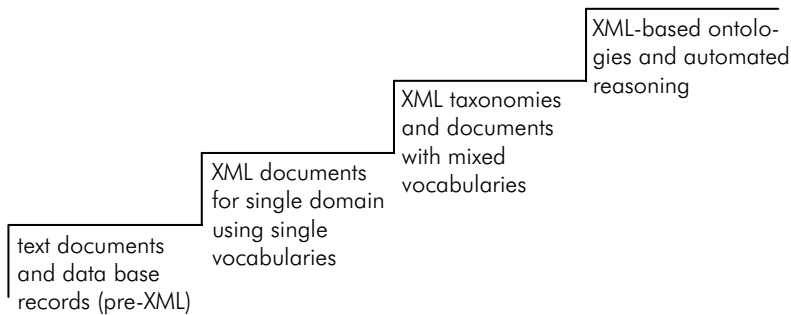 XML-based ontolo-
gies and automated
reasoning
XML taxonomies
and documents
with mixed
vocabularies
XML documents
for single domain
using single
vocabularies
text documents
and data base
records (pre-XML)